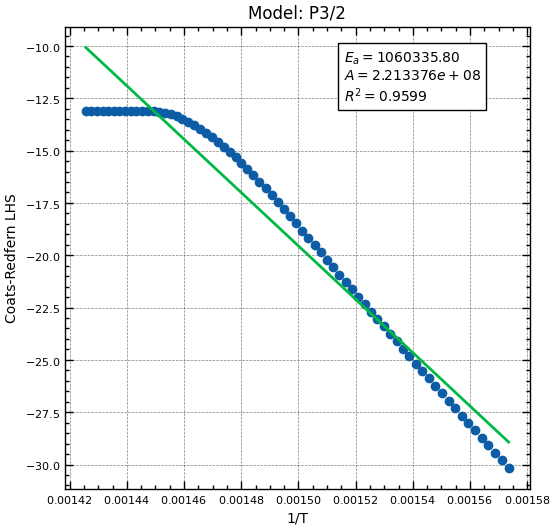 Model: P3/2
E_a = 1060335.80
A = 2.213376e + 08
R² = 0.9599
Coats-Redfern LHS
−10.0
−12.5
−15.0
−17.5
−20.0
−22.5
−25.0
−27.5
−30.0
0.00142 0.00144 0.00146 0.00148 0.00150 0.00152 0.00154 0.00156 0.00158
1/T